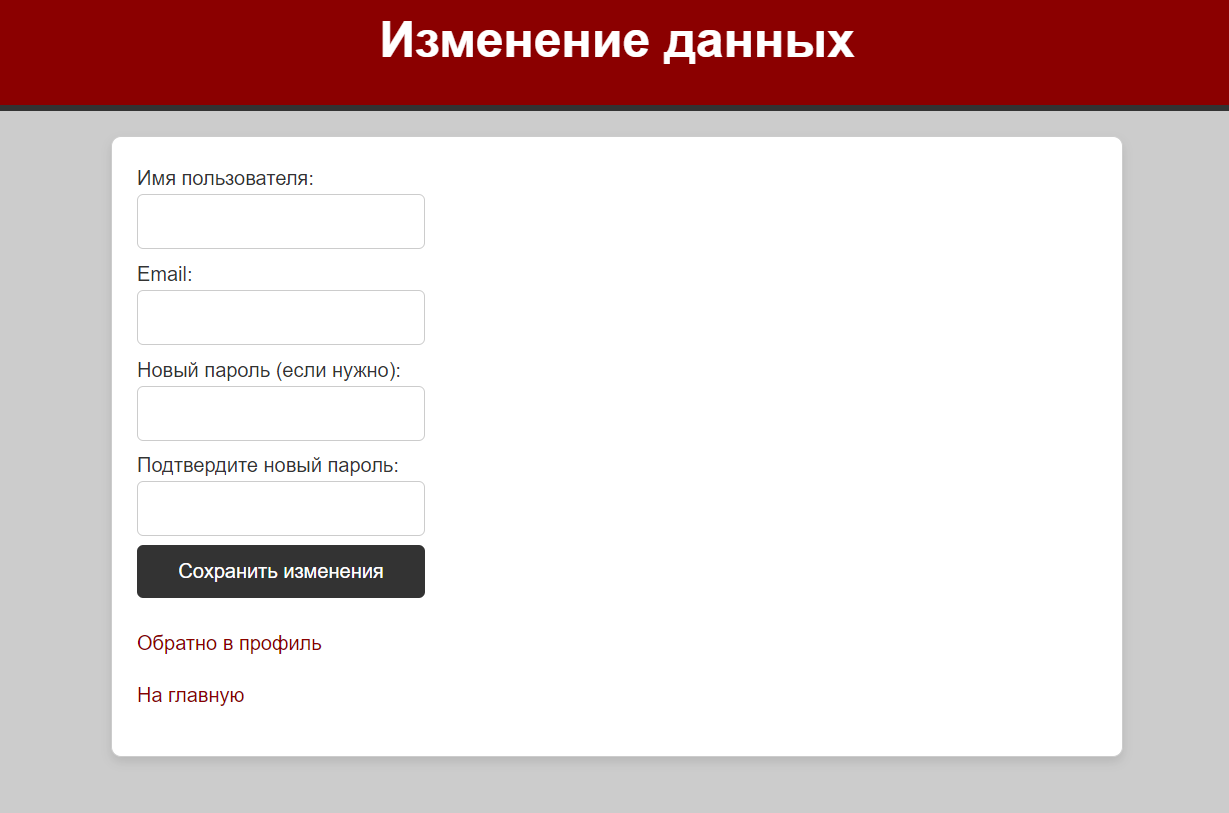 Изменение данных
Имя пользователя:
Email:
Новый пароль (если нужно):
Подтвердите новый пароль:
Сохранить изменения
Обратно в профиль
На главную